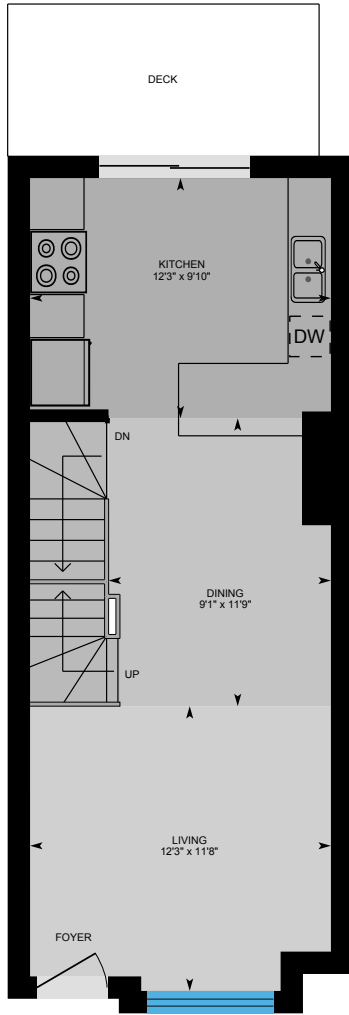 DECK
KITCHEN
12'3" x 9'10"
DW
DN
DINING
9'1" x 11'9"
UP
LIVING
12'3" x 11'8"
FOYER